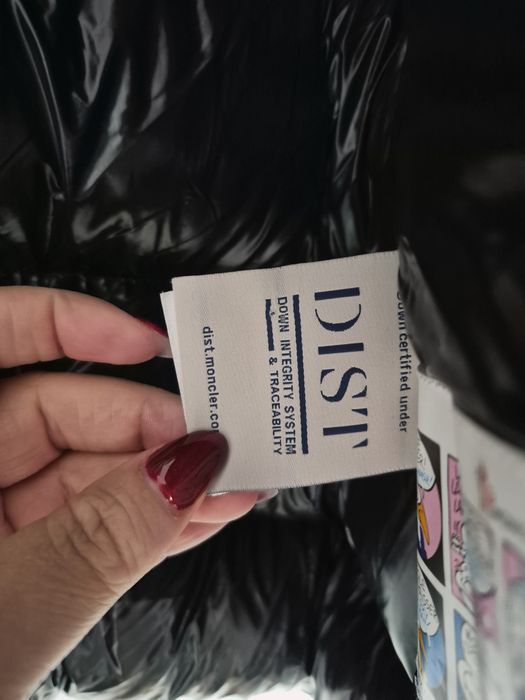 Down certified under
DIST
DOWN INTEGRITY SYSTEM
& TRACEABILITY
dist.moncler.co